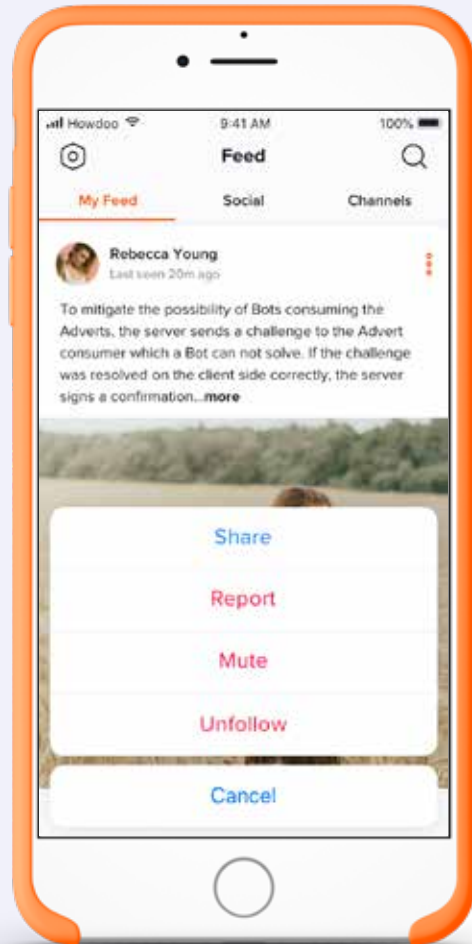 Howdoo 9:41 AM 100%
Feed
My Feed Social Channels
Rebecca Young
Last seen 20m ago
To mitigate the possibility of Bots consuming the
Adverts, the server sends a challenge to the Advert
consumer which a Bot can not solve. If the challenge
was resolved on the client side correctly, the server
signs a confirmation...more
Share
Report
Mute
Unfollow
Cancel